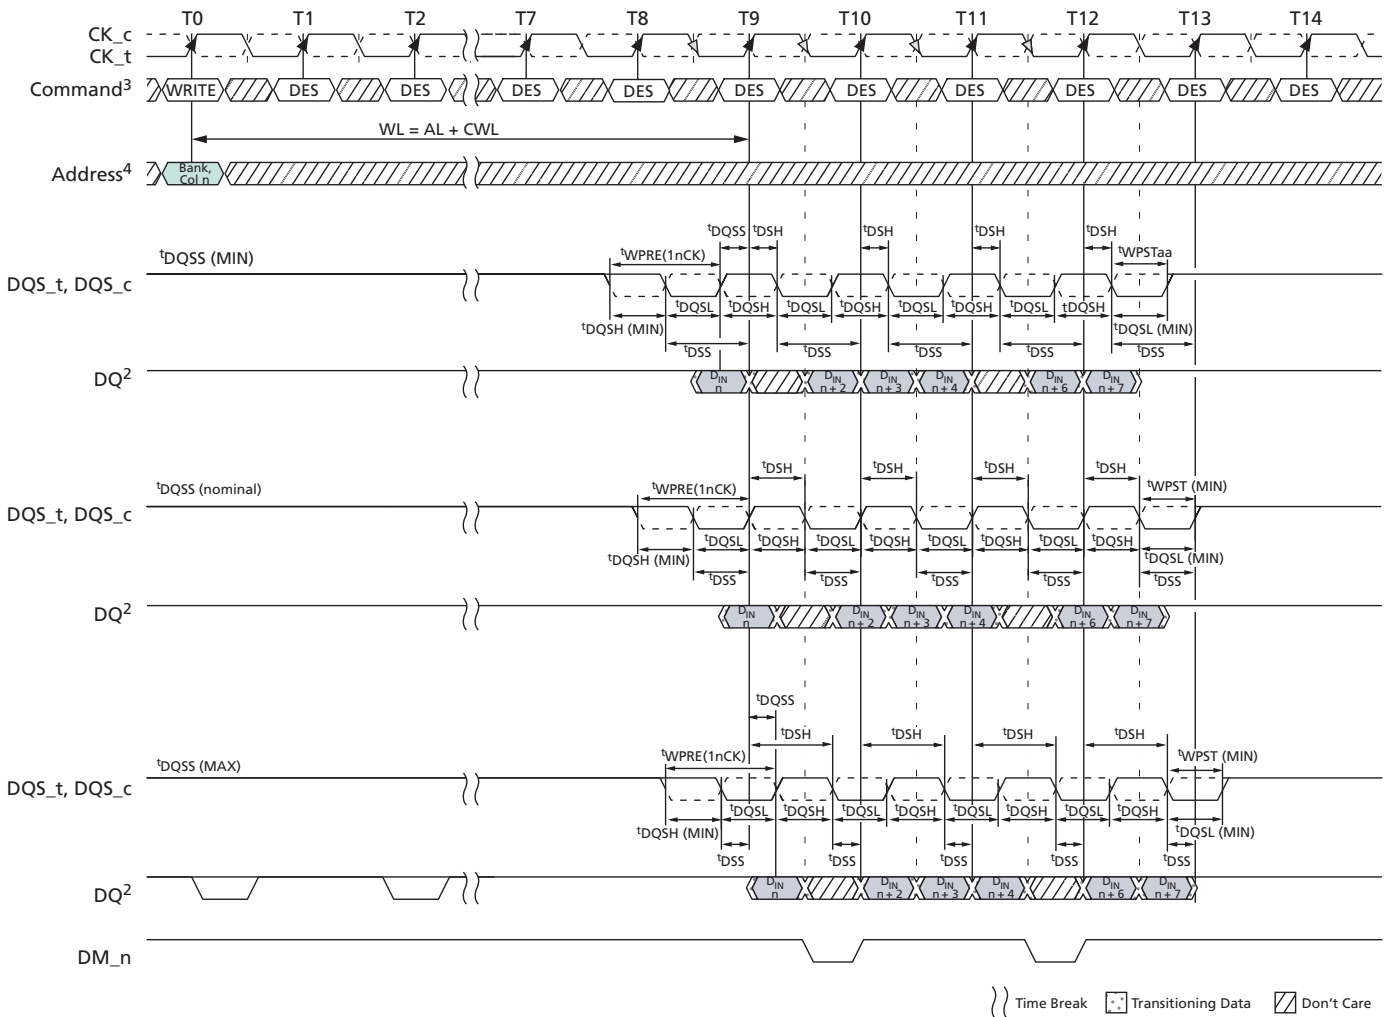 T0 T1 T2 T7 T8 T9 T10 T11 T12 T13 T14
CK_c
CK_t
Command3 WRITE DES DES DES DES DES DES DES DES DES DES
WL = AL + CWL
Address4 Bank, Col n
tDQSS tDSH tDSH tDSH tDSH
tDQSS (MIN) tWPRE(1nCK) tWPSTaa
DQS_t, DQS_c
tDQSL tDQSH tDQSL tDQSH tDQSL tDQSH tDQSL tDQSH
tDQSH (MIN) tDQSL (MIN)
tDSS tDSS tDSS tDSS tDSS
DQ2 DIN n DIN n + 2 DIN n + 3 DIN n + 4 DIN n + 6 DIN n + 7
tDSH tDSH tDSH tDSH
tDQSS (nominal) tWPRE(1nCK) tWPST (MIN)
DQS_t, DQS_c
tDQSL tDQSH tDQSL tDQSH tDQSL tDQSH tDQSL tDQSH
tDQSH (MIN) tDQSL (MIN)
tDSS tDSS tDSS tDSS tDSS
DQ2 DIN n DIN n + 2 DIN n + 3 DIN n + 4 DIN n + 6 DIN n + 7
tDQSS
tDSH tDSH tDSH tDSH
tDQSS (MAX) tWPRE(1nCK) tWPST (MIN)
DQS_t, DQS_c
tDQSL tDQSH tDQSL tDQSH tDQSL tDQSH tDQSL tDQSH
tDQSH (MIN) tDQSL (MIN)
tDSS tDSS tDSS tDSS tDSS
DQ2 DIN n DIN n + 2 DIN n + 3 DIN n + 4 DIN n + 6 DIN n + 7
DM_n
Time Break Transitioning Data Don't Care